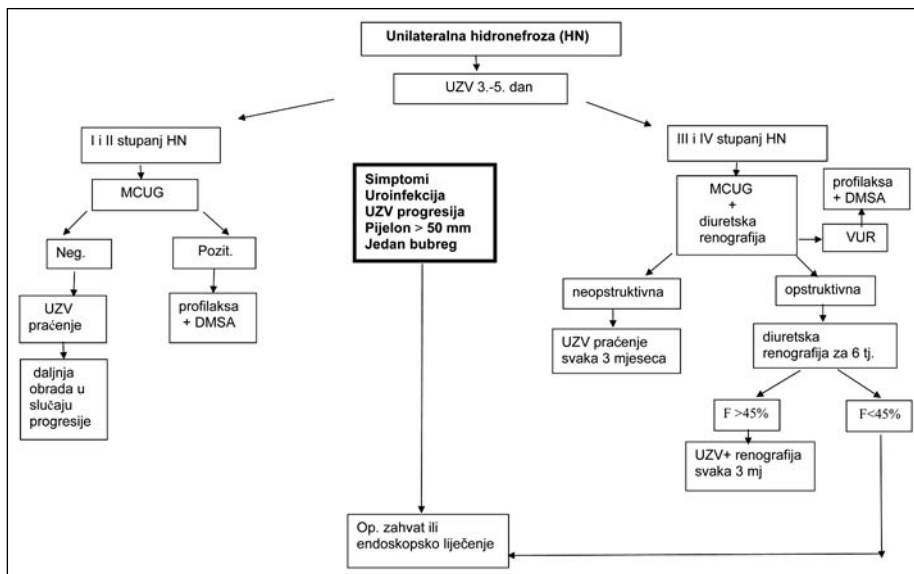 Unilateralna hidronefroza (HN)
UZV 3.-5. dan
I i II stupanj HN
MCUG
Neg.
Pozit.
UZV
praćenje
profilaksa
+ DMSA
daljnja
obrada u
slučaju
progresije
Simptomi
Uroinfekcija
UZV progresija
Pijelon > 50 mm
Jedan bubreg
III i IV stupanj HN
MCUG
+
diuretska
renografija
profilaksa
+ DMSA
VUR
neopstruktivna
opstruktivna
UZV praćenje
svaka 3 mjeseca
diuretska
renografija za 6 tj.
F >45%
F<45%
UZV+ renografija
svaka 3 mj
Op. zahvat ili
endoskopsko liječenje